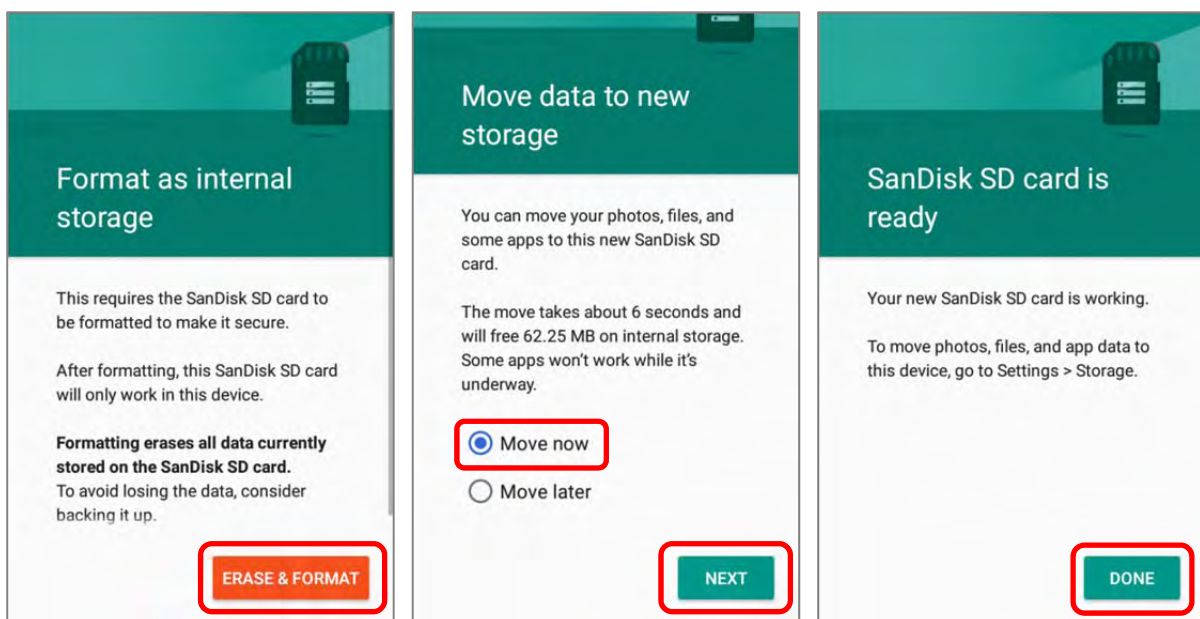 Format as internal
storage
This requires the SanDisk SD card to
be formatted to make it secure.
After formatting, this SanDisk SD card
will only work in this device.
Formatting erases all data currently
stored on the SanDisk SD card.
To avoid losing the data, consider
backing it up.
ERASE & FORMAT
Move data to new
storage
You can move your photos, files, and
some apps to this new SanDisk SD
card.
The move takes about 6 seconds and
will free 62.25 MB on internal storage.
Some apps won't work while it's
underway.
Move now
Move later
NEXT
SanDisk SD card is
ready
Your new SanDisk SD card is working.
To move photos, files, and app data to
this device, go to Settings > Storage.
DONE